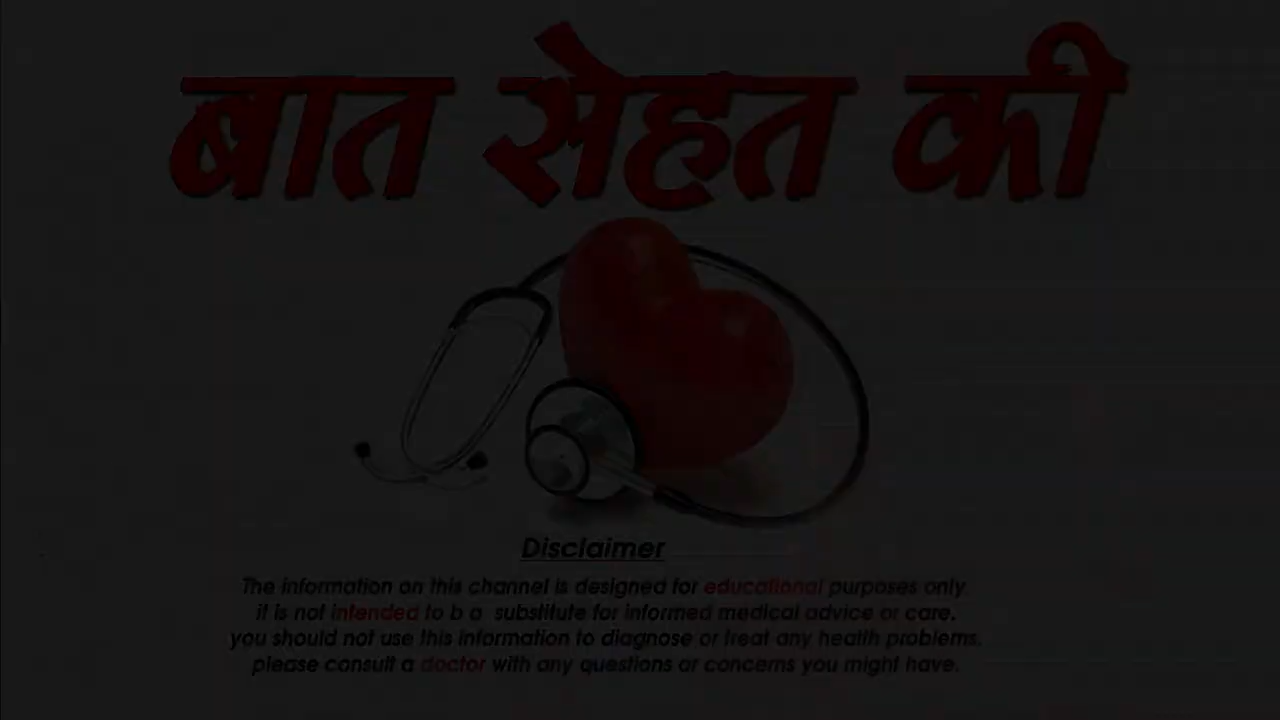 बात सेहत की
Disclaimer
The information on this channel is designed for educational purposes only.
it is not intended to b a substitute for informed medical advice or care.
you should not use this information to diagnose or treat any health problems.
please consult a doctor with any questions or concerns you might have.